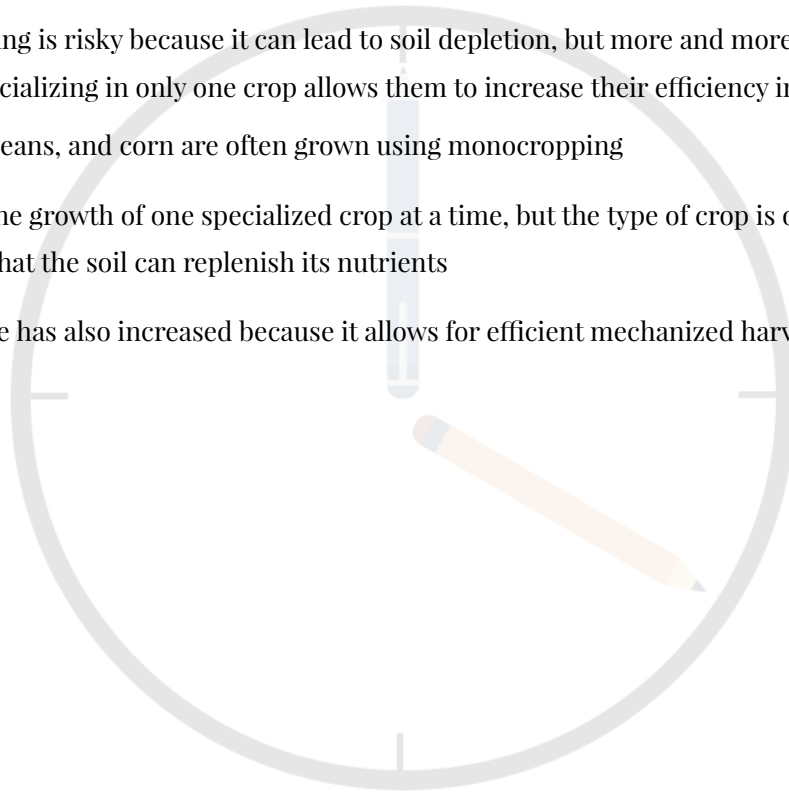 ng is risky because it can lead to soil depletion, but more and more
cializing in only one crop allows them to increase their efficiency
eans, and corn are often grown using monocropping
he growth of one specialized crop at a time, but the type of crop is
hat the soil can replenish its nutrients
e has also increased because it allows for efficient mechanized harv